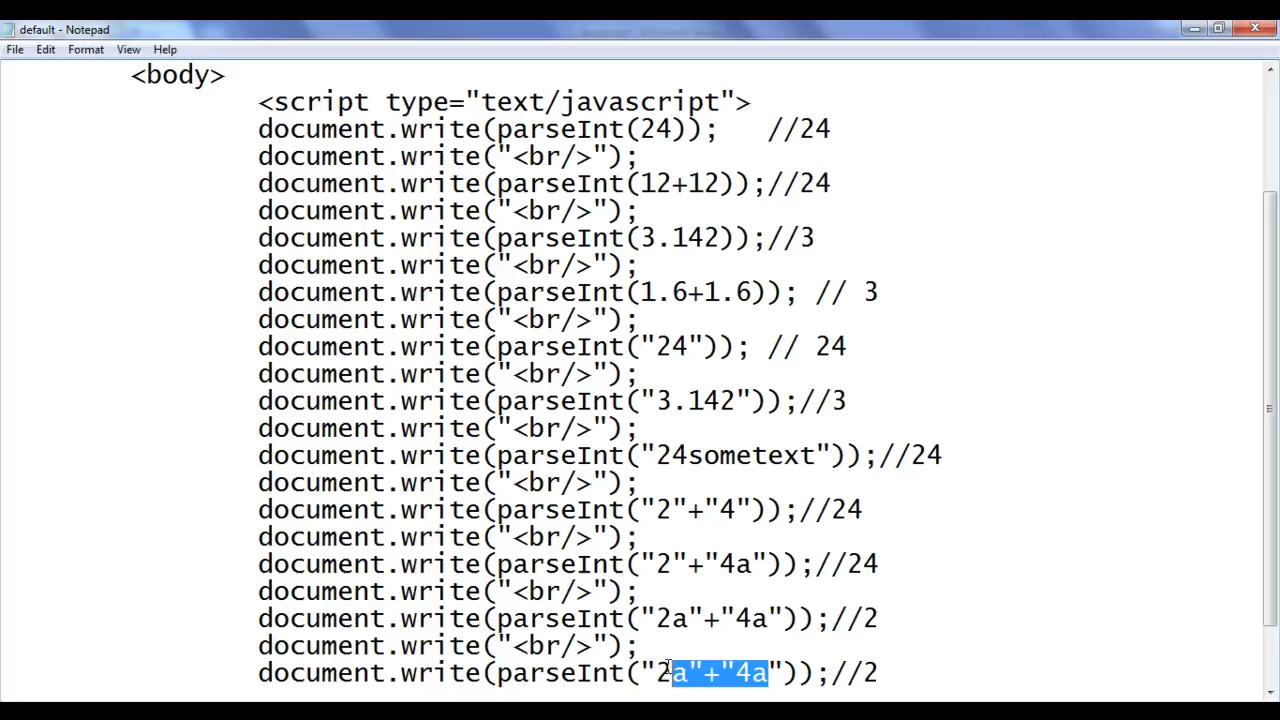 default - Notepad
File Edit Format View Help
<body>
<script type="text/javascript">
document.write(parseInt(24));   //24
document.write("<br/>");
document.write(parseInt(12+12));//24
document.write("<br/>");
document.write(parseInt(3.142));//3
document.write("<br/>");
document.write(parseInt(1.6+1.6)); // 3
document.write("<br/>");
document.write(parseInt("24")); // 24
document.write("<br/>");
document.write(parseInt("3.142"));//3
document.write("<br/>");
document.write(parseInt("24sometext"));//24
document.write("<br/>");
document.write(parseInt("2"+"4"));//24
document.write("<br/>");
document.write(parseInt("2"+"4a"));//24
document.write("<br/>");
document.write(parseInt("2a"+"4a"));//2
document.write("<br/>");
document.write(parseInt("2a"+"4a"));//2